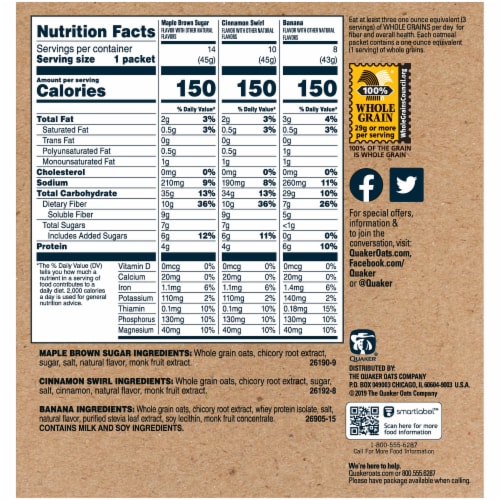 Nutrition Facts
Maple Brown Sugar
FLAVOR WITH OTHER NATURAL
FLAVORS
Cinnamon Swirl
FLAVOR WITH OTHER NATURAL
FLAVORS
Banana
FLAVOR WITH OTHER NATURAL
FLAVORS
Servings per container 14 10 8
Serving size 1 packet (45g) (45g) (43g)
Amount per serving
Calories 150 150 150
% Daily Value* % Daily Value* % Daily Value*
Total Fat 2g 3% 2g 3% 3g 4%
Saturated Fat 0.5g 3% 0.5g 3% 0.5g 3%
Trans Fat 0g 0g 0g
Polyunsaturated Fat 0.5g 0.5g 1g
Monounsaturated Fat 1g 1g 1g
Cholesterol 0mg 0% 0mg 0% 0mg 0%
Sodium 210mg 9% 190mg 8% 260mg 11%
Total Carbohydrate 35g 13% 34g 13% 29g 10%
Dietary Fiber 10g 36% 10g 36% 7g 26%
Soluble Fiber 9g 9g 5g
Total Sugars 7g 7g <1g
Includes Added Sugars 6g 12% 6g 11% 0g 0%
Protein 4g 4g 6g 10%
*The % Daily Value (DV)
tells you how much a
nutrient in a serving of
food contributes to a
daily diet. 2,000 calories
a day is used for general
nutrition advice.
Vitamin D 0mcg 0% 0mcg 0% 0mcg 0%
Calcium 20mg 0% 20mg 0% 20mg 0%
Iron 1.1mg 6% 1.1mg 6% 1.4mg 6%
Potassium 110mg 2% 110mg 2% 140mg 2%
Thiamin 0.1mg 10% 0.1mg 10% 0.18mg 15%
Phosphorus 130mg 10% 130mg 10% 130mg 10%
Magnesium 40mg 10% 40mg 10% 40mg 10%
MAPLE BROWN SUGAR INGREDIENTS: Whole grain oats, chicory root extract,
sugar, salt, natural flavor, monk fruit extract. 26190-9
CINNAMON SWIRL INGREDIENTS: Whole grain oats, chicory root extract,
sugar, salt, cinnamon, natural flavor, monk fruit extract. 26192-8
BANANA INGREDIENTS: Whole grain oats, chicory root extract, whey protein isolate, salt,
natural flavor, purified stevia leaf extract, soy lecithin, monk fruit concentrate. 26905-15
CONTAINS MILK AND SOY INGREDIENTS.
Eat at least three one ounce equivalent (3
servings) of WHOLE GRAINS per day for
fiber and overall health. Each oatmeal
packet contains a one ounce equivalent
(1 serving) of whole grains.
100%
WHOLE
GRAIN
29g or more
per serving
WholeGrainsCouncil.org
100% OF THE GRAIN
IS WHOLE GRAIN
For special offers,
information &
to join the
conversation, visit:
QuakerOats.com,
Facebook.com/
Quaker
or @Quaker
QUAKER
DISTRIBUTED BY:
THE QUAKER OATS COMPANY
P.O. BOX 049003 CHICAGO, IL 60604-9003 U.S.A.
© 2019 The Quaker Oats Company
smartlabel™
Scan here for more
food information
1-800-555-6287
Call For More Food Information
We're here to help.
Quakeroats.com or 800.555.6287
Please have package available when calling.